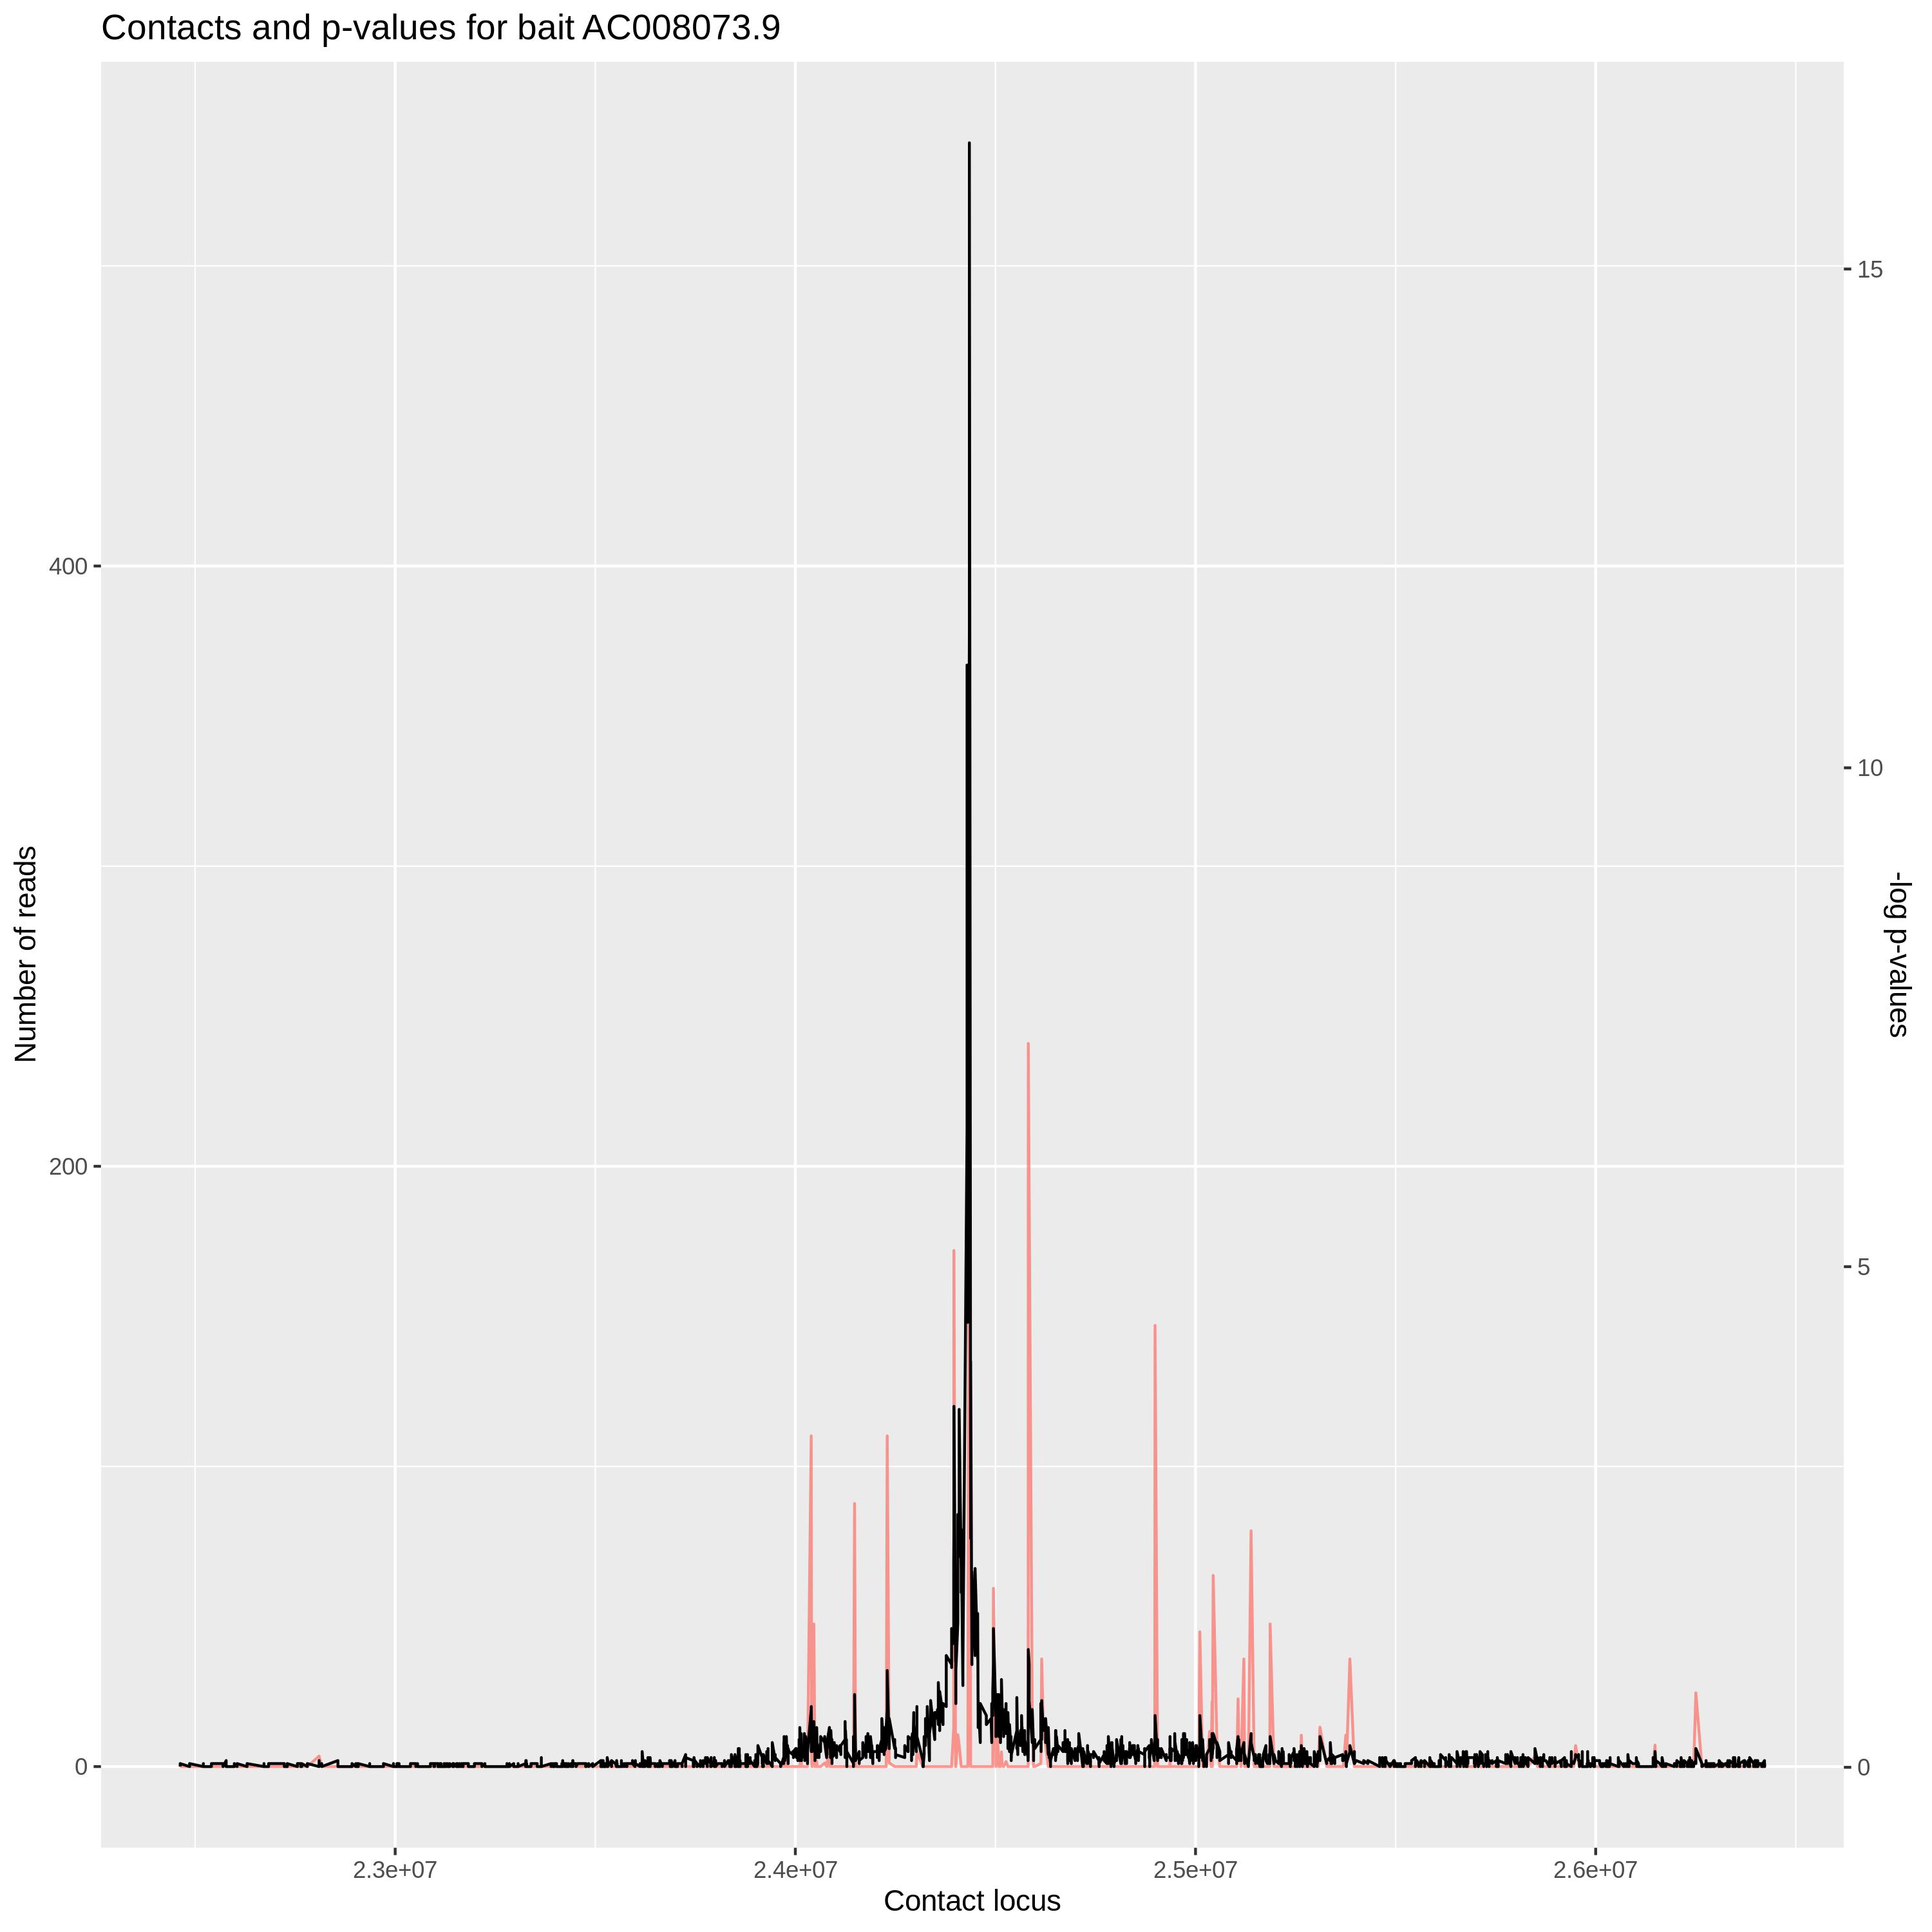 Contacts and p-values for bait AC008073.9
400
200
0
Number of reads
15
10
5
0
-log p-values
2.3e+07
2.4e+07
2.5e+07
2.6e+07
Contact locus